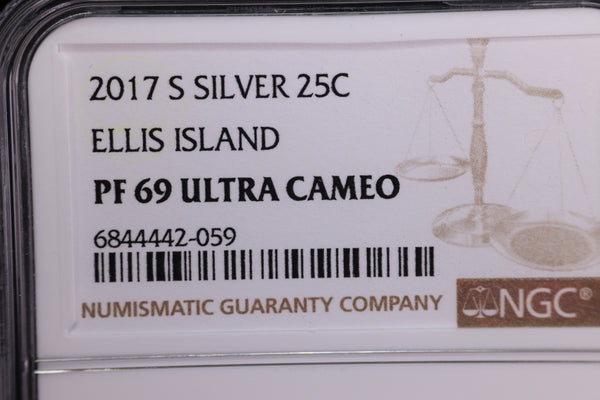 2017 S SILVER 25C
ELLIS ISLAND
PF 69 ULTRA CAMEO
6844442-059
NUMISMATIC GUARANTY COMPANY
NGC®